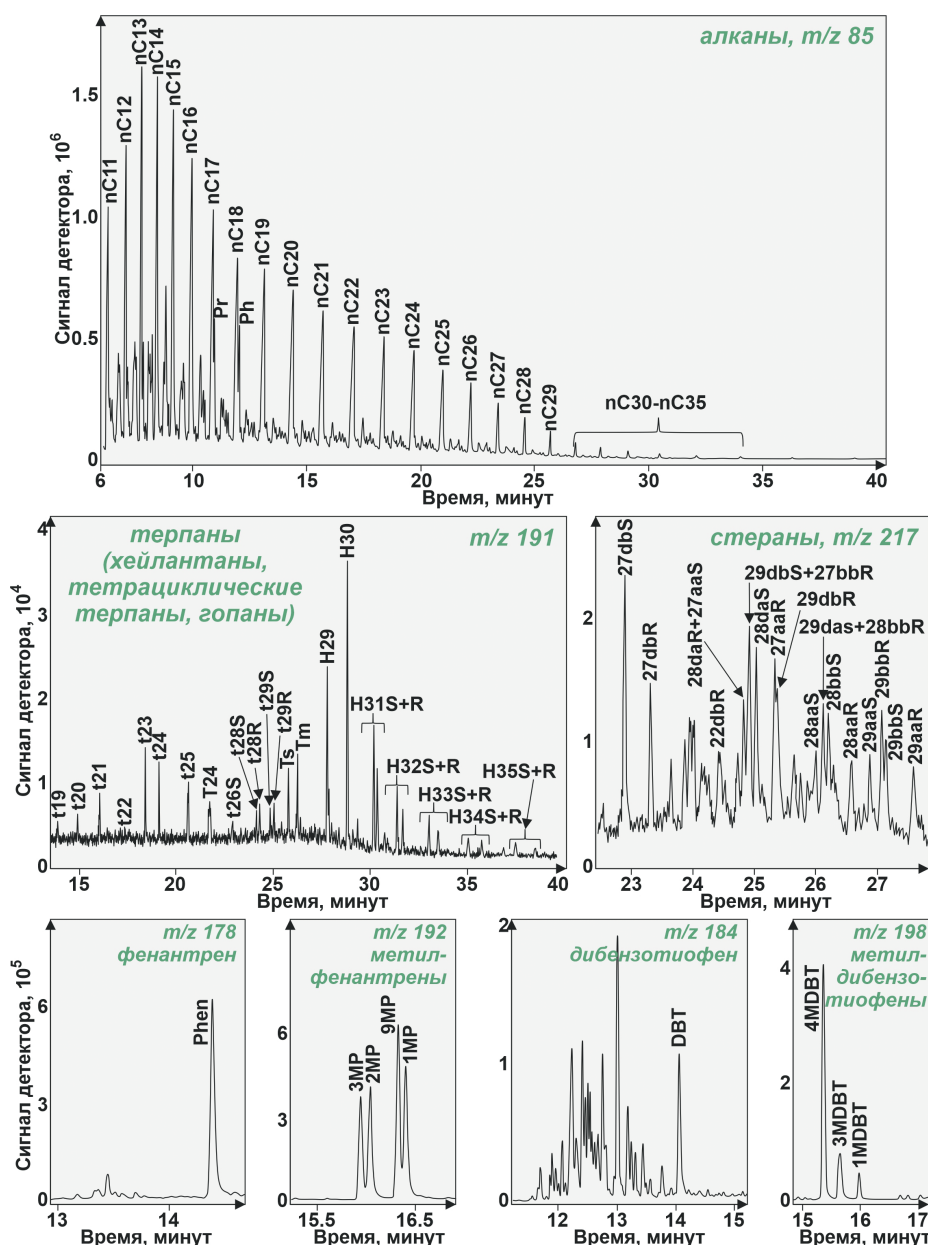 алканы, m/z 85
Сигнал детектора, 10⁶
1.5
1.0
0.5
0
nC11
nC12
nC13
nC14
nC15
nC16
nC17
Pr
nC18
Ph
nC19
nC20
nC21
nC22
nC23
nC24
nC25
nC26
nC27
nC28
nC29
nC30-nC35
6 10 15 20 25 30 35 40
Время, минут
терпаны
(хейлантаны,
тетрациклические
терпаны, гопаны)
m/z 191
Сигнал детектора, 10⁴
4
3
2
1
0
t19
t20
t21
t22
t23
t24
t25
T24
t26S
t28S
t28R
t29S
t29R
Ts
Tm
H29
H30
H31S+R
H32S+R
H33S+R
H34S+R
H35S+R
15 20 25 30 35 40
Время, минут
стераны, m/z 217
2
1
0
27dbS
27dbR
28daR+27aaS
22dbR
29dbS+27bbR
28daS
27aaR
29dbR
29das+28bbR
28aaS
28bbS
28aaR
29aaS
29bbR
29bbS
29aaR
23 24 25 26 27
Время, минут
m/z 178
фенантрен
Сигнал детектора, 10⁵
6
3
0
Phen
13 14
Время, минут
m/z 192
метил-
фенантрены
6
3
0
3MP
2MP
9MP
1MP
15.5 16.5
Время, минут
m/z 184
дибензотиофен
2
1
0
DBT
12 13 14 15
Время, минут
m/z 198
метил-
дибензо-
тиофены
4
2
0
4MDBT
3MDBT
1MDBT
15 16 17
Время, минут